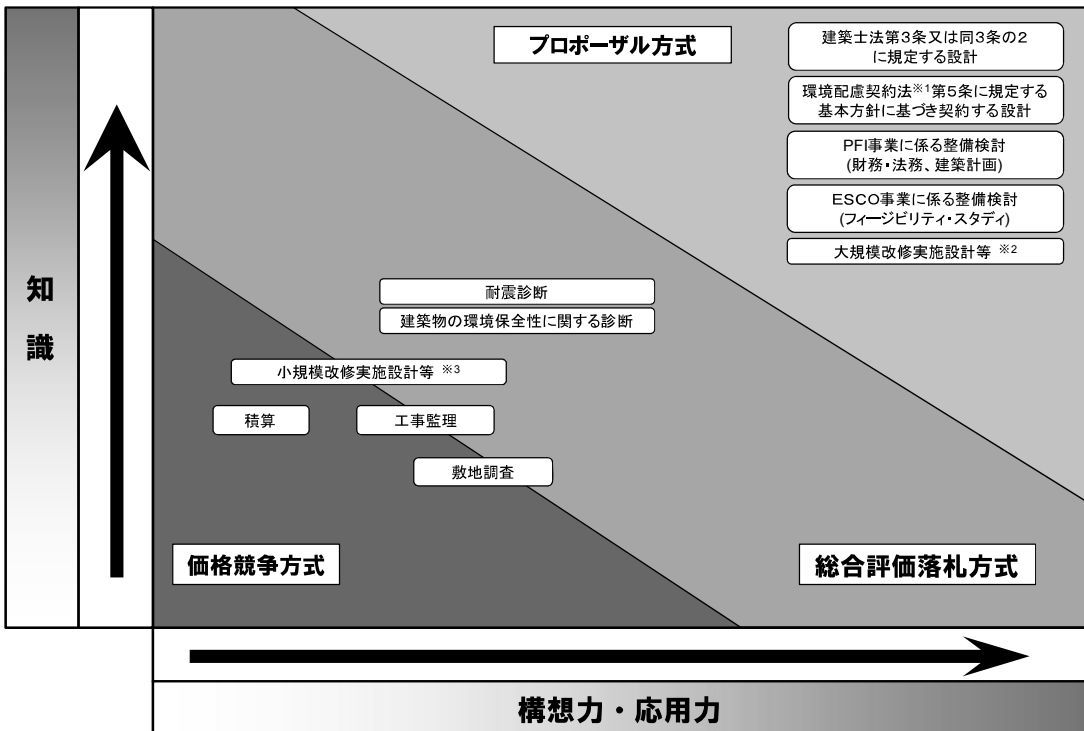 プロポーザル方式
建築士法第3条又は同3条の2
に規定する設計
環境配慮契約法※1第5条に規定する
基本方針に基づき契約する設計
PFI事業に係る整備検討
(財務・法務、建築計画)
ESCO事業に係る整備検討
(フィージビリティ・スタディ)
大規模改修実施設計等 ※2
知
識
耐震診断
建築物の環境保全性に関する診断
小規模改修実施設計等 ※3
積算
工事監理
敷地調査
価格競争方式
総合評価落札方式
構想力・応用力